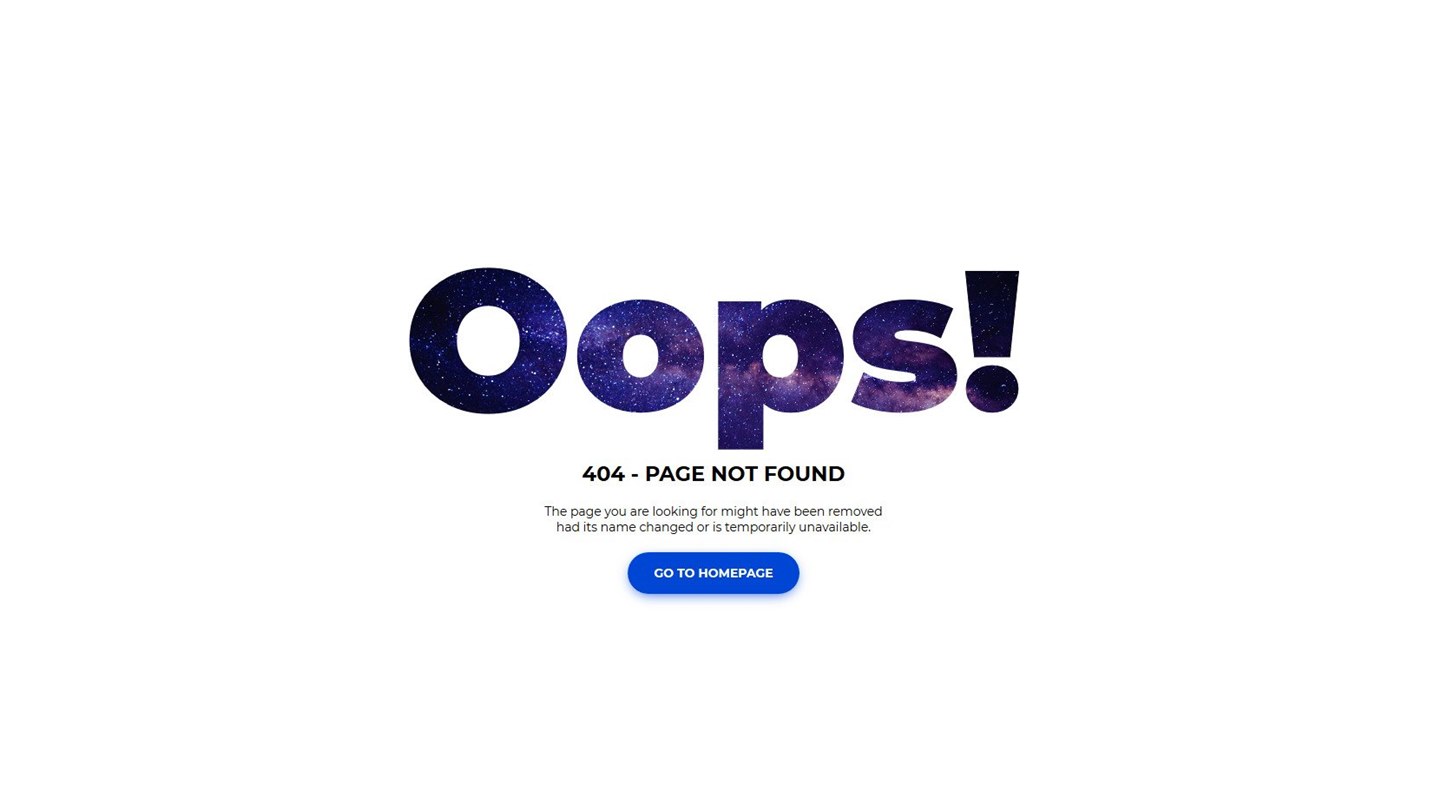 Oops!
404 - PAGE NOT FOUND
The page you are looking for might have been removed
had its name changed or is temporarily unavailable.
GO TO HOMEPAGE